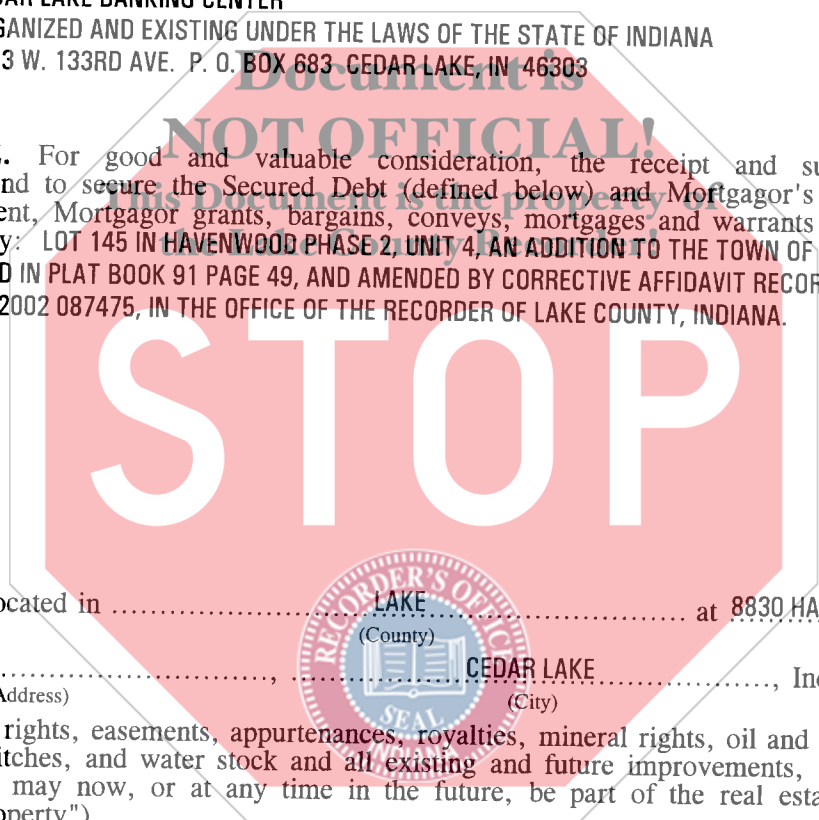 DAR LAKE BANKING CENTER
GANIZED AND EXISTING UNDER THE LAWS OF THE STATE OF INDIANA
3 W. 133RD AVE. P. O. BOX 683 CEDAR LAKE, IN 46303
Document is
NOT OFFICIAL!
This Document is the property of
the Lake County Recorder!
. For good and valuable consideration, the receipt and su
nd to secure the Secured Debt (defined below) and Mortgagor's
ent, Mortgagor grants, bargains, conveys, mortgages and warrants
y: LOT 145 IN HAVENWOOD PHASE 2, UNIT 4, AN ADDITION TO THE TOWN OF
D IN PLAT BOOK 91 PAGE 49, AND AMENDED BY CORRECTIVE AFFIDAVIT RECOR
2002 087475, IN THE OFFICE OF THE RECORDER OF LAKE COUNTY, INDIANA.
STOP
ocated in .................... LAKE .................... at 8830 HA
(County)
...................., .................... CEDAR LAKE ...................., In
Address)
(City)
RECORDER'S OFFICE
SEAL
INDIANA
rights, easements, appurtenances, royalties, mineral rights, oil and
itches, and water stock and all existing and future improvements,
may now, or at any time in the future, be part of the real esta
operty")